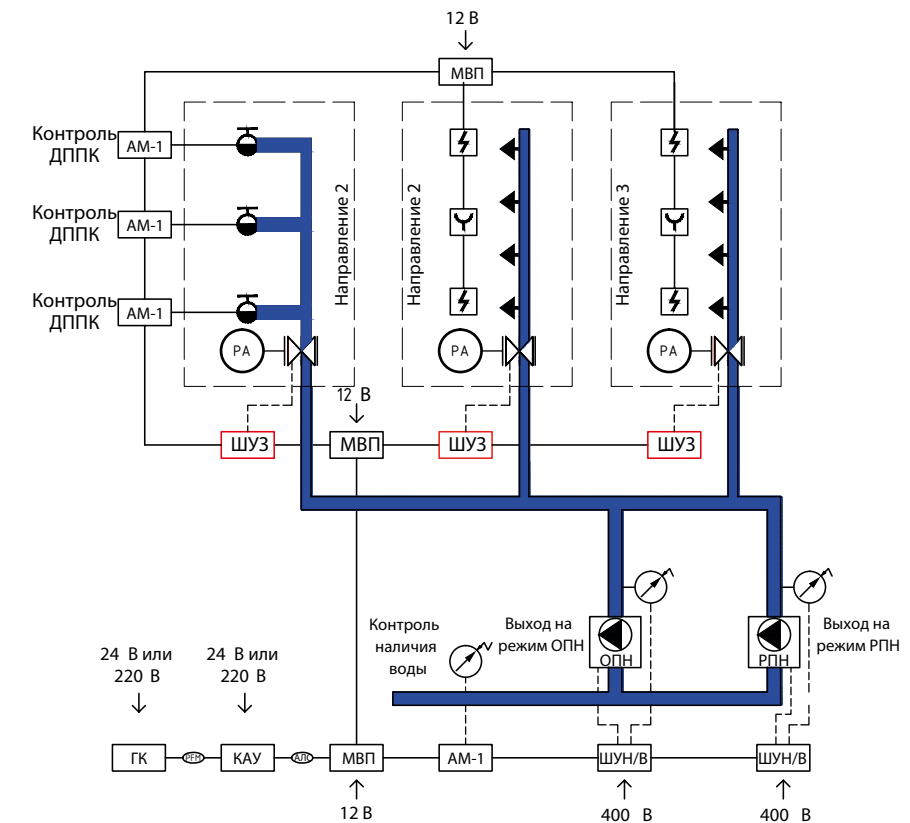 12 В
МВП
Контроль
ДППК
АМ-1
Контроль
ДППК
АМ-1
Контроль
ДППК
АМ-1
Направление 2
Направление 2
Направление 3
РА
РА
РА
12 В
ШУЗ
МВП
ШУЗ
ШУЗ
Контроль
наличия
воды
Выход на
режим ОПН
ОПН
РПН
Выход на
режим РПН
24 В или
220 В
24 В или
220 В
ГК
PFM
КАУ
АЛС
МВП
АМ-1
ШУН/В
ШУН/В
12 В
400 В
400 В